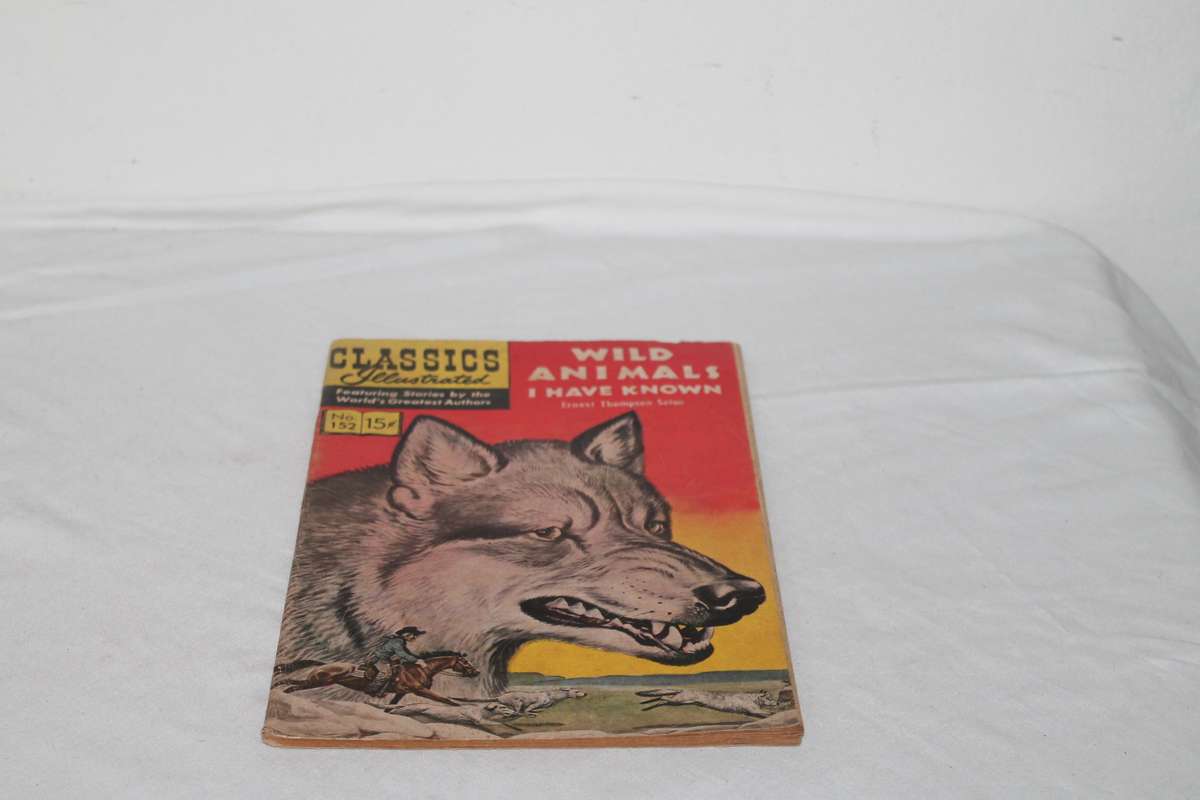 CLASSICS
Illustrated
Featuring Stories by the
World's Greatest Authors
No.
152
15¢
WILD
ANIMALS
I HAVE KNOWN
Ernest Thompson Seton